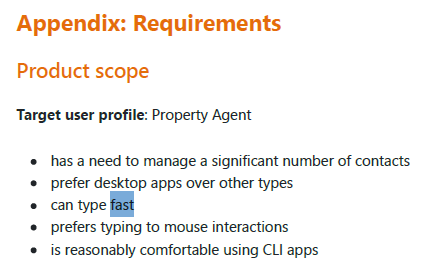 Appendix: Requirements
Product scope
Target user profile: Property Agent
has a need to manage a significant number of contacts
prefer desktop apps over other types
can type fast
prefers typing to mouse interactions
is reasonably comfortable using CLI apps